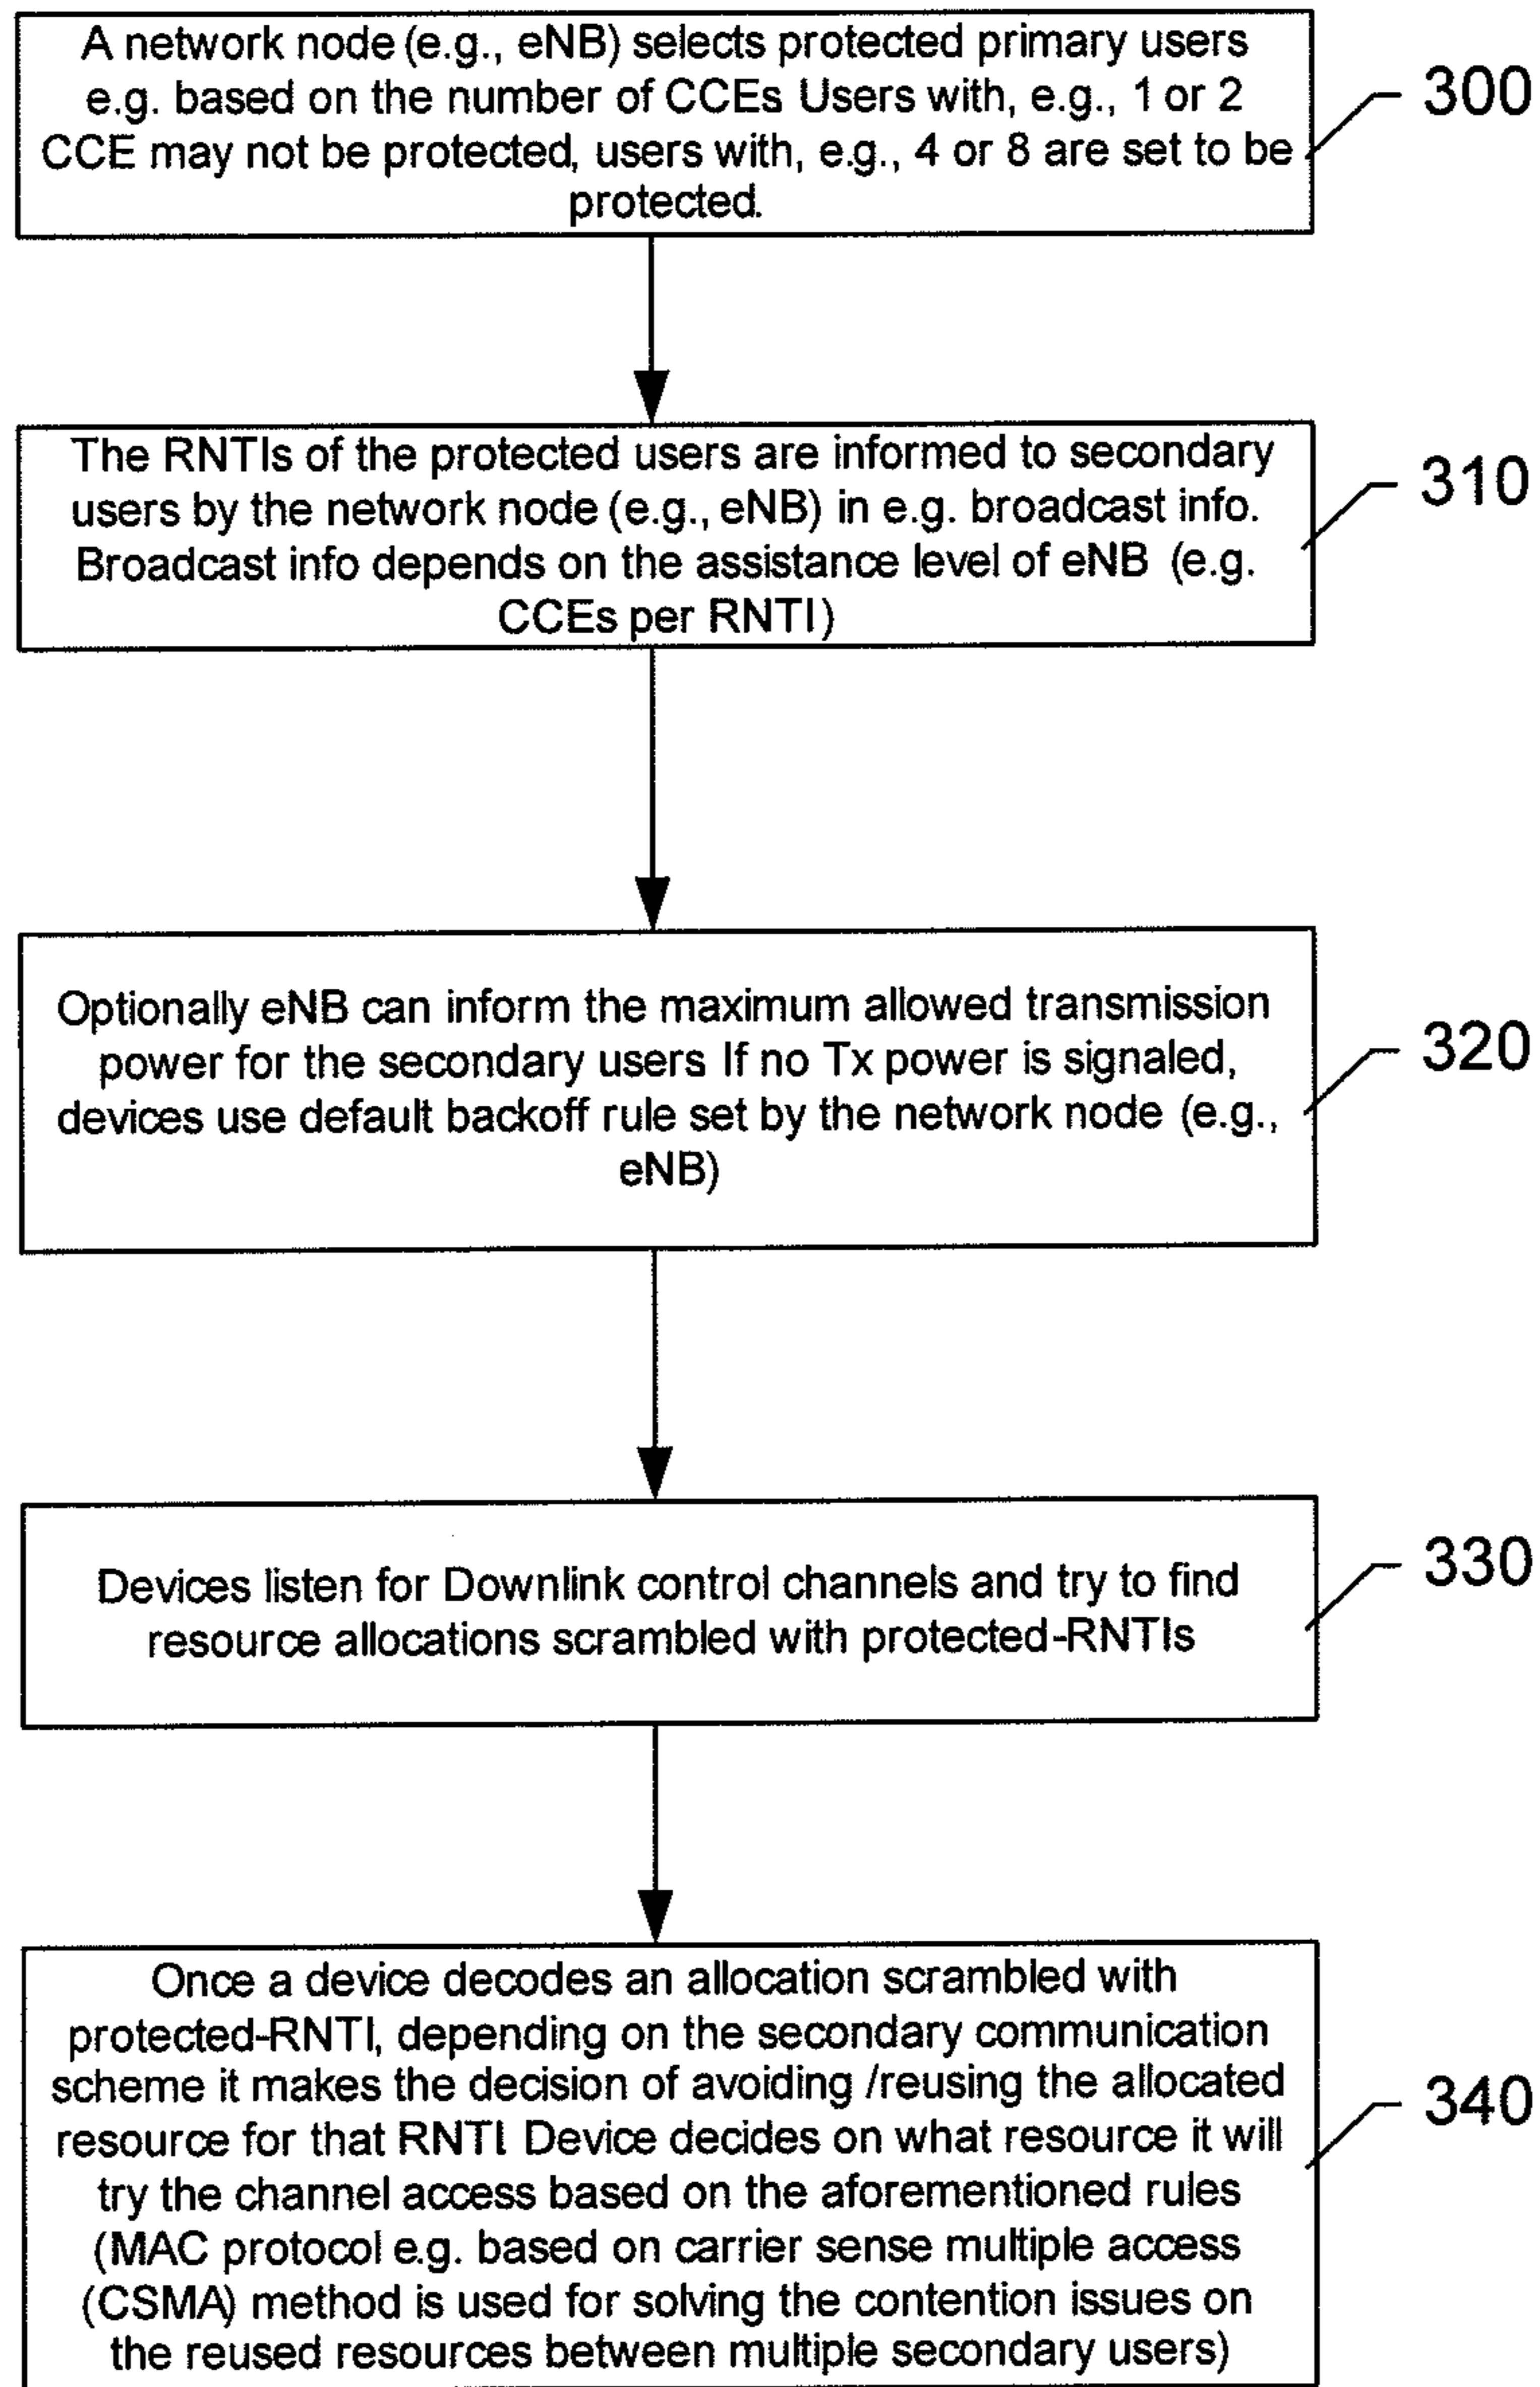 A network node (e.g., eNB) selects protected primary users
e.g. based on the number of CCEs Users with, e.g., 1 or 2
CCE may not be protected, users with, e.g., 4 or 8 are set to be
protected.
300
The RNTIs of the protected users are informed to secondary
users by the network node (e.g., eNB) in e.g. broadcast info.
Broadcast info depends on the assistance level of eNB (e.g.
CCEs per RNTI)
310
Optionally eNB can inform the maximum allowed transmission
power for the secondary users If no Tx power is signaled,
devices use default backoff rule set by the network node (e.g.,
eNB)
320
Devices listen for Downlink control channels and try to find
resource allocations scrambled with protected-RNTIs
330
Once a device decodes an allocation scrambled with
protected-RNTI, depending on the secondary communication
scheme it makes the decision of avoiding /reusing the allocated
resource for that RNTI. Device decides on what resource it will
try the channel access based on the aforementioned rules
(MAC protocol e.g. based on carrier sense multiple access
(CSMA) method is used for solving the contention issues on
the reused resources between multiple secondary users)
340